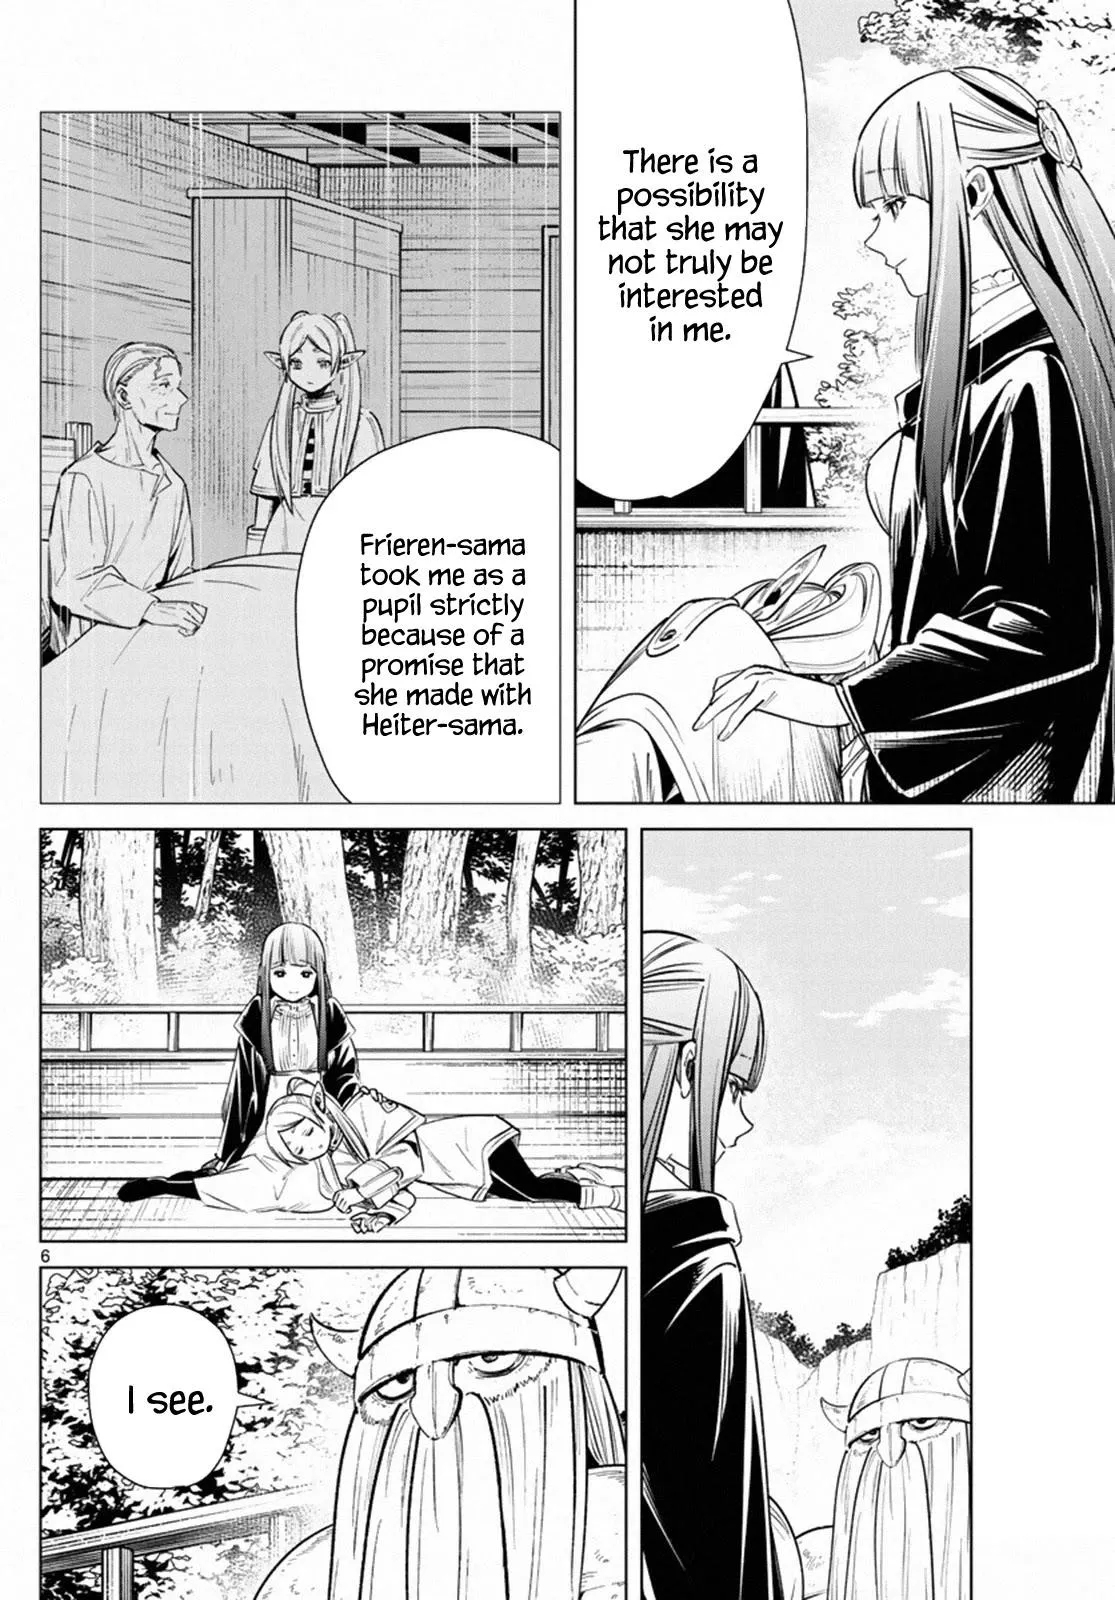 There is a
possibility
that she may
not truly be
interested
in me.
Frieren-sama
took me as a
pupil strictly
because of a
promise that
she made with
Heiter-sama.
6
I see.